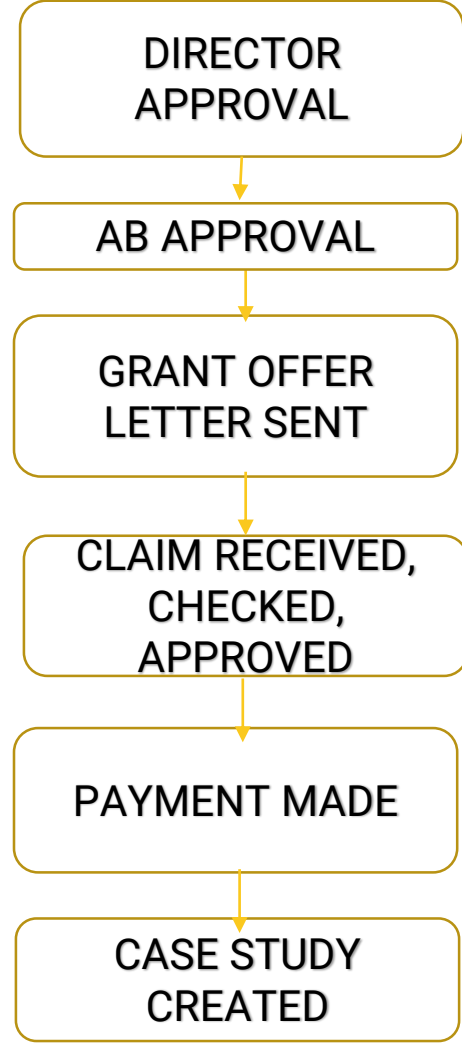 DIRECTOR
APPROVAL
AB APPROVAL
GRANT OFFER
LETTER SENT
CLAIM RECEIVED,
CHECKED,
APPROVED
PAYMENT MADE
CASE STUDY
CREATED